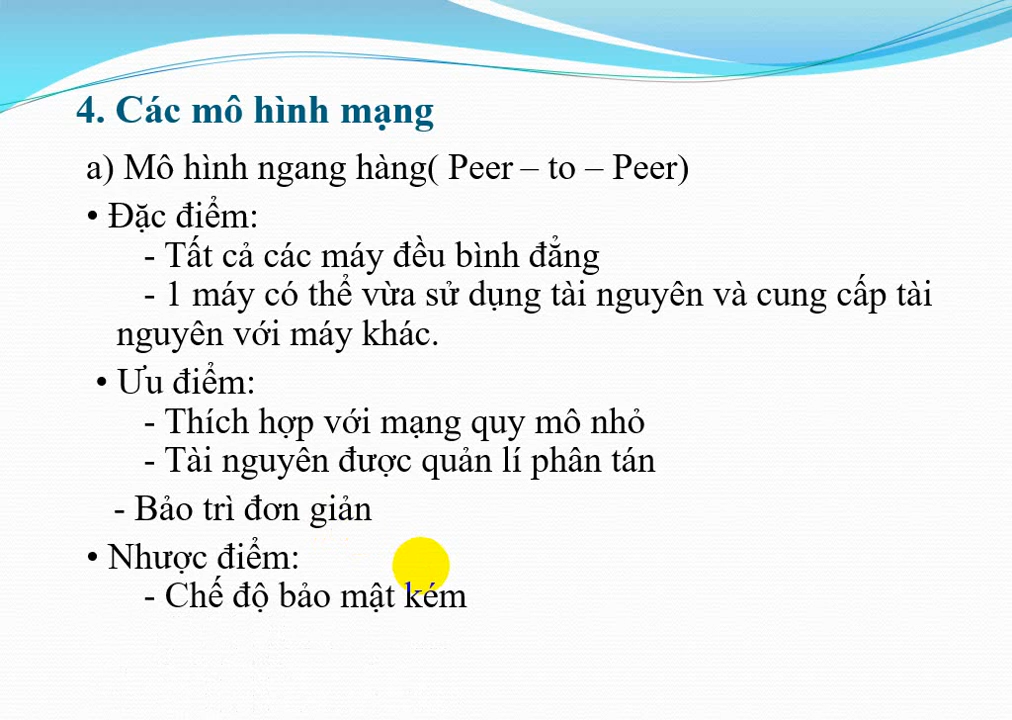 4. Các mô hình mạng
a) Mô hình ngang hàng( Peer – to – Peer)
• Đặc điểm:
- Tất cả các máy đều bình đẳng
- 1 máy có thể vừa sử dụng tài nguyên và cung cấp tài
nguyên với máy khác.
• Ưu điểm:
- Thích hợp với mạng quy mô nhỏ
- Tài nguyên được quản lí phân tán
- Bảo trì đơn giản
• Nhược điểm:
- Chế độ bảo mật kém